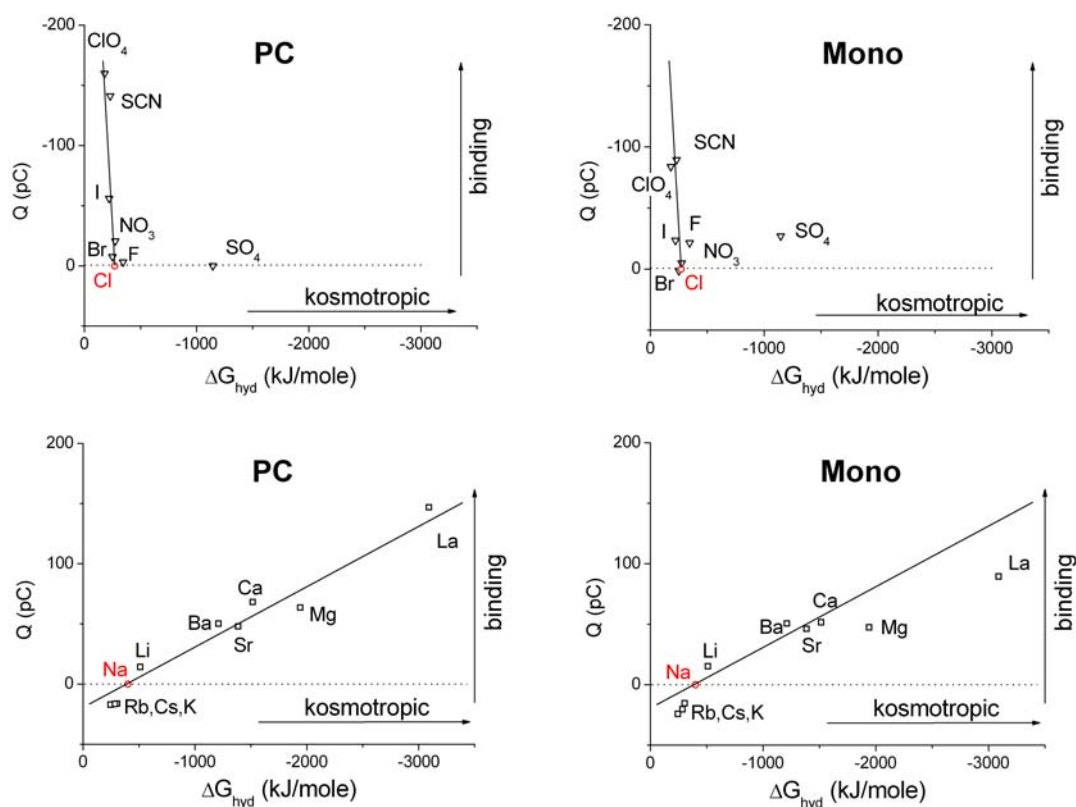 PC
-200
-100
0
Q (pC)
ClO4
SCN
I
NO3
Br
F
Cl
SO4
binding
kosmotropic
0 -1000 -2000 -3000
ΔGhyd (kJ/mole)
Mono
-200
-100
0
Q (pC)
SCN
ClO4
I
F
NO3
Br
Cl
SO4
binding
kosmotropic
0 -1000 -2000 -3000
ΔGhyd (kJ/mole)
PC
200
100
0
Q (pC)
La
Ca
Ba
Mg
Sr
Li
Na
Rb,Cs,K
binding
kosmotropic
0 -1000 -2000 -3000
ΔGhyd (kJ/mole)
Mono
200
100
0
Q (pC)
La
Ca
Ba
Mg
Sr
Li
Na
Rb,Cs,K
binding
kosmotropic
0 -1000 -2000 -3000
ΔGhyd (kJ/mole)